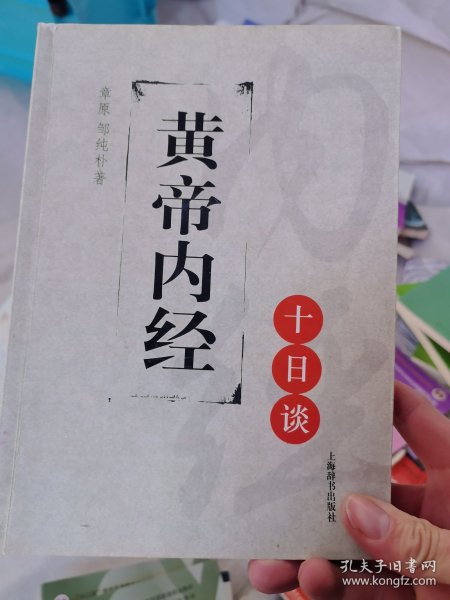 章原 邹纯朴著
黄帝内经
十日谈
上海辞书出版社
孔夫子旧书网
www.kongfz.com